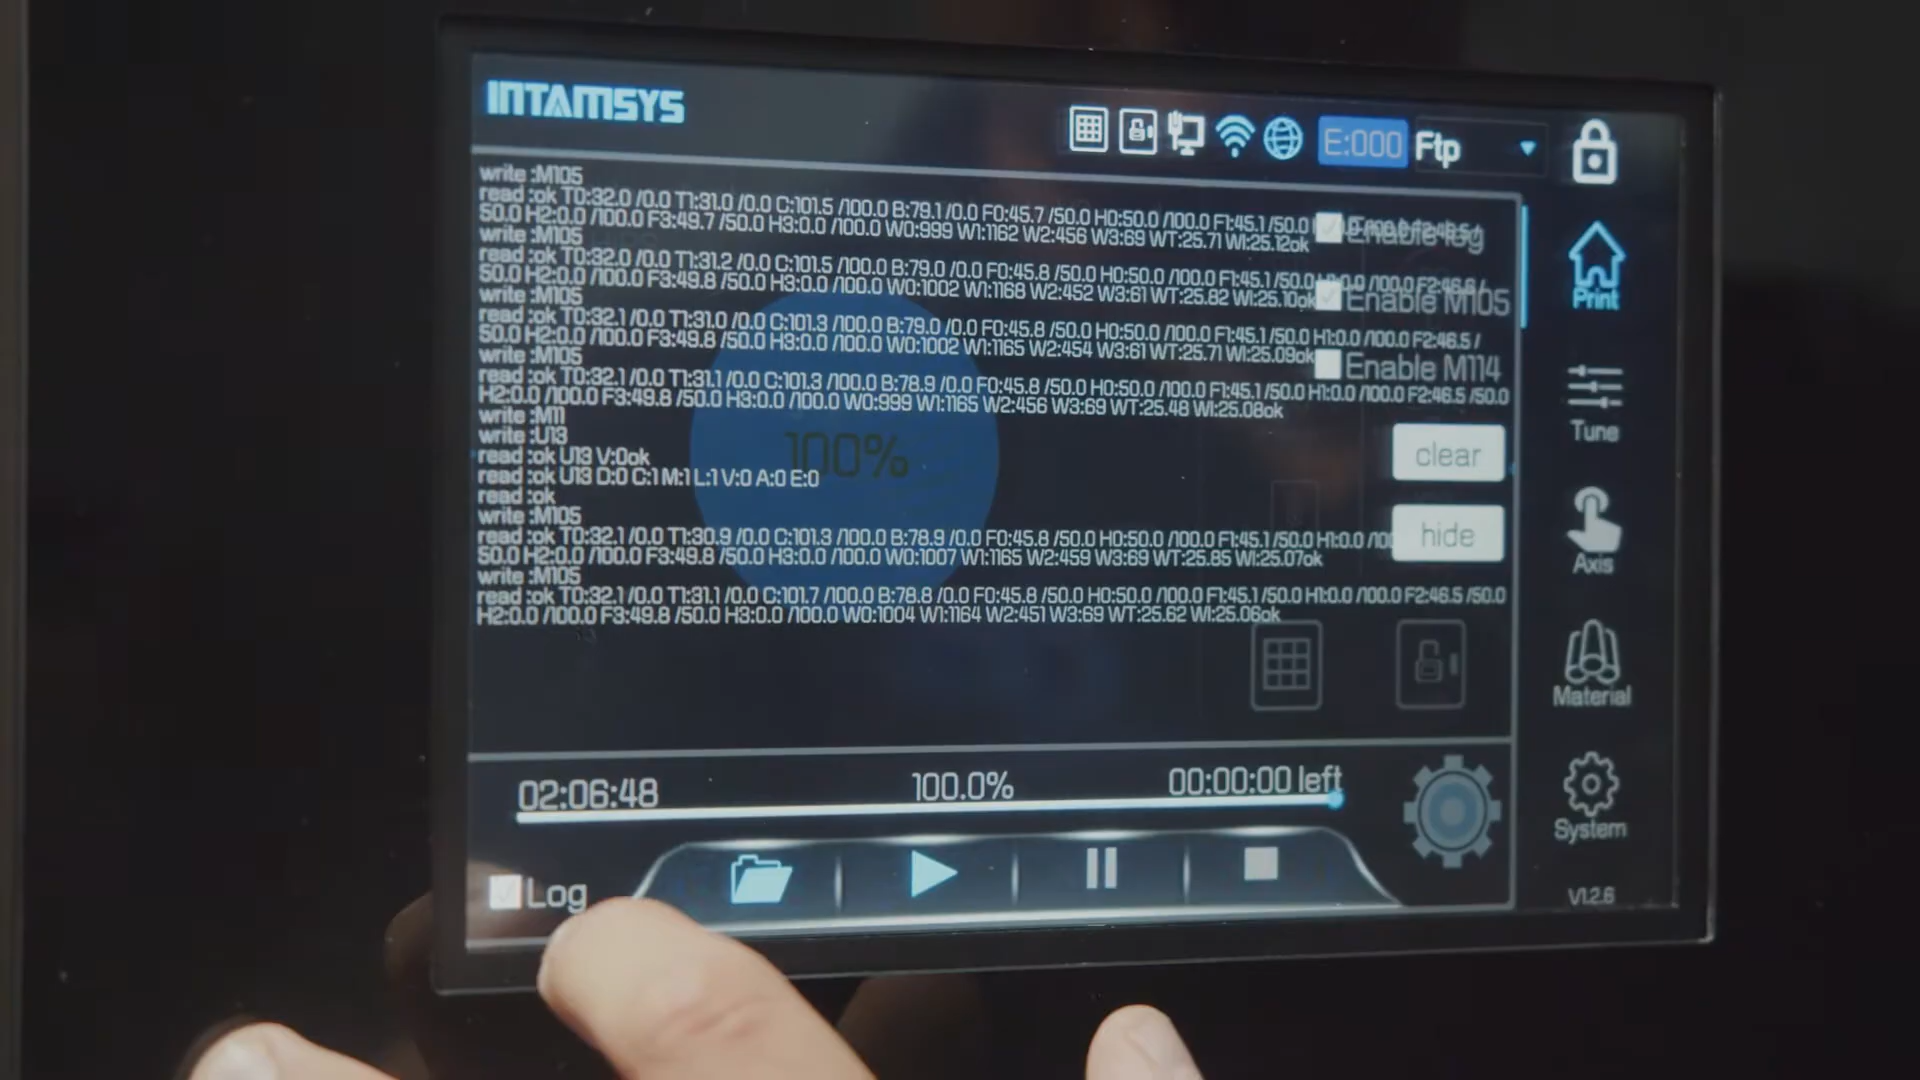 INTAMSYS
E:000 Ftp
write :M105
read :ok T0:32.0 /0.0 T1:31.0 /0.0 C:101.5 /100.0 B:79.1 /0.0 F0:45.7 /50.0 H0:50.0 /100.0 F1:45.1 /50.0
50.0 H2:0.0 /100.0 F3:49.7 /50.0 H3:0.0 /100.0 W0:999 W1:1162 W2:456 W3:69 WT:25.71 WI:25.12ok
Enable log
write :M105
read :ok T0:32.0 /0.0 T1:31.2 /0.0 C:101.5 /100.0 B:79.0 /0.0 F0:45.8 /50.0 H0:50.0 /100.0 F1:45.1 /50.0 H1:0.0 /100.0 F2:46.6 /
50.0 H2:0.0 /100.0 F3:49.8 /50.0 H3:0.0 /100.0 W0:1002 W1:1168 W2:452 W3:61 WT:25.82 WI:25.10ok
Enable M105
write :M105
read :ok T0:32.1 /0.0 T1:31.0 /0.0 C:101.3 /100.0 B:79.0 /0.0 F0:45.8 /50.0 H0:50.0 /100.0 F1:45.1 /50.0 H1:0.0 /100.0 F2:46.5 /
50.0 H2:0.0 /100.0 F3:49.8 /50.0 H3:0.0 /100.0 W0:1002 W1:1165 W2:454 W3:61 WT:25.71 WI:25.09ok
Enable M114
write :M105
read :ok T0:32.1 /0.0 T1:31.1 /0.0 C:101.3 /100.0 B:78.9 /0.0 F0:45.8 /50.0 H0:50.0 /100.0 F1:45.1 /50.0 H1:0.0 /100.0 F2:46.5 /50.0
H2:0.0 /100.0 F3:49.8 /50.0 H3:0.0 /100.0 W0:999 W1:1165 W2:456 W3:69 WT:25.48 WI:25.08ok
write :M11
write :U13
read :ok U13 V:0ok
read :ok U13 D:0 C:1 M:1 L:1 V:0 A:0 E:0
read :ok
100%
clear
write :M105
read :ok T0:32.1 /0.0 T1:30.9 /0.0 C:101.3 /100.0 B:78.9 /0.0 F0:45.8 /50.0 H0:50.0 /100.0 F1:45.1 /50.0 H1:0.0
50.0 H2:0.0 /100.0 F3:49.8 /50.0 H3:0.0 /100.0 W0:1007 W1:1165 W2:459 W3:69 WT:25.85 WI:25.07ok
hide
write :M105
read :ok T0:32.1 /0.0 T1:31.1 /0.0 C:101.7 /100.0 B:78.8 /0.0 F0:45.8 /50.0 H0:50.0 /100.0 F1:45.1 /50.0 H1:0.0 /100.0 F2:46.5 /50.0
H2:0.0 /100.0 F3:49.8 /50.0 H3:0.0 /100.0 W0:1004 W1:1164 W2:451 W3:69 WT:25.62 WI:25.06ok
02:06:48
100.0%
00:00:00 left
Log
Print
Tune
Axis
Material
System
V1.2.6